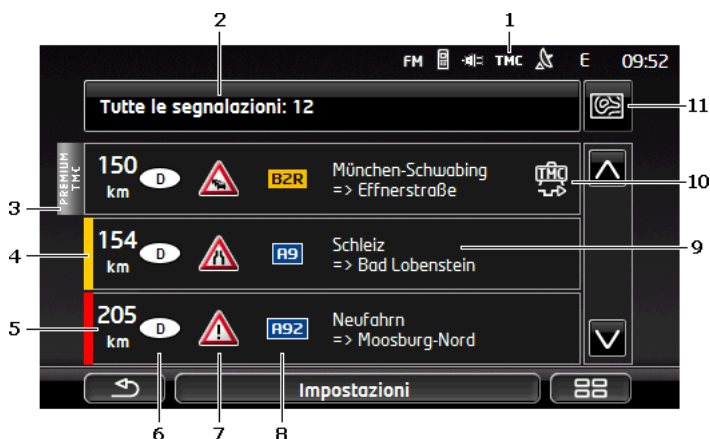 2 1
FM TMC E 09:52
Tutte le segnalazioni: 12 11
PREMIUM TMC
150 km D B2R München-Schwabing => Effnerstraße TMC 10
3
154 km D A9 Schleiz => Bad Lobenstein 9
4
205 km D A92 Neufahrn => Moosburg-Nord
5
Impostazioni
6 7 8